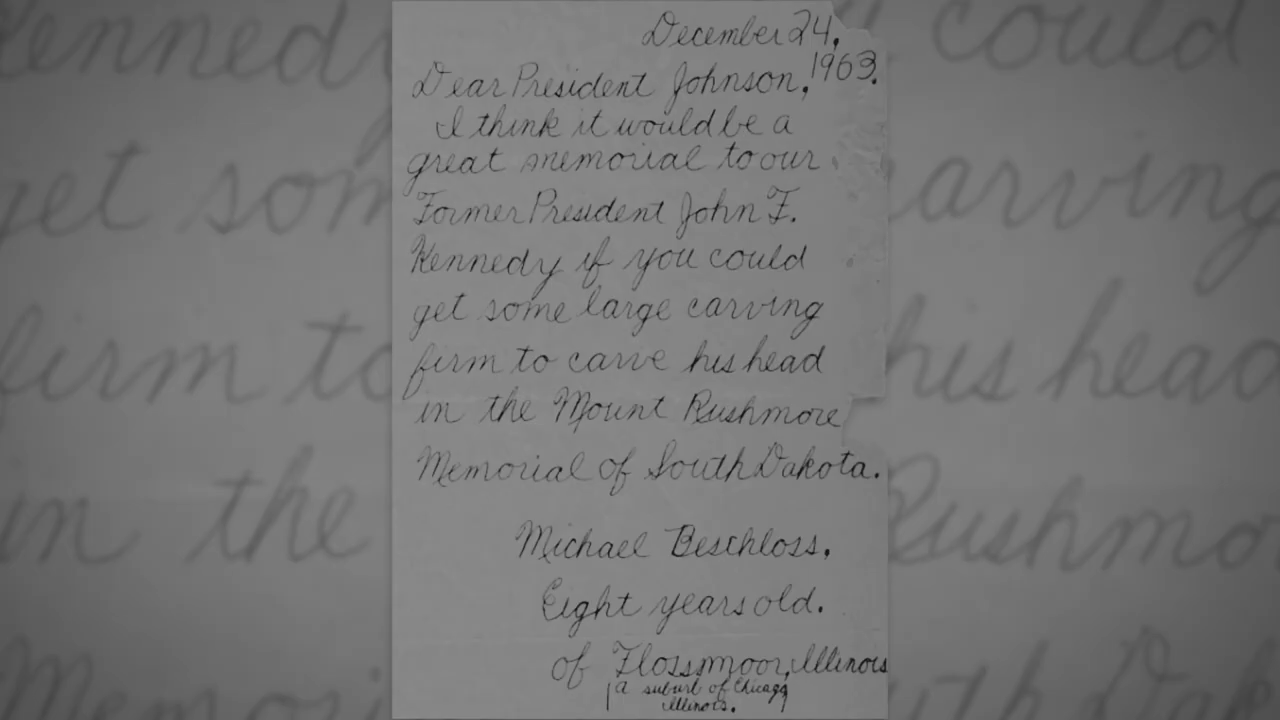 December 24,
1963.
Dear President Johnson,
I think it would be a
great memorial to our
Former President John F.
Kennedy if you could
get some large carving
firm to carve his head
in the Mount Rushmore
Memorial of South Dakota.
Michael Beschloss.
Eight years old.
of Flossmoor, Illinois
(a suburb of Chicago
Illinois.)